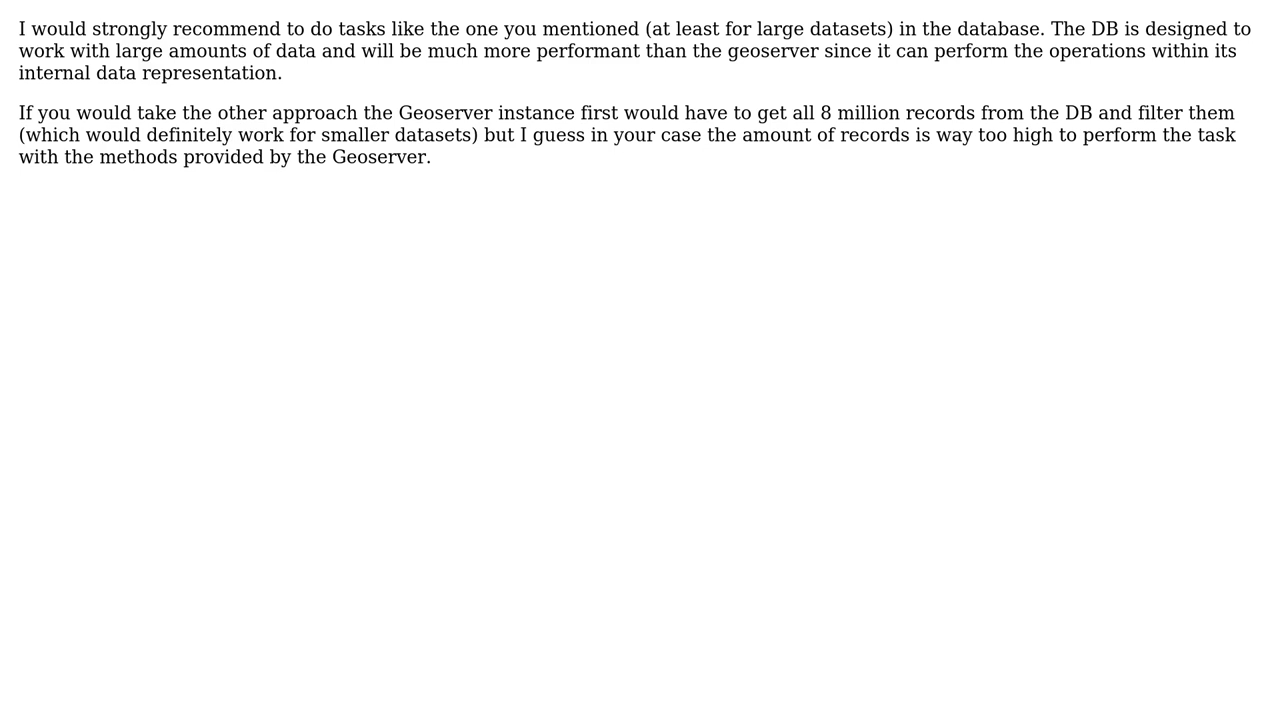 I would strongly recommend to do tasks like the one you mentioned (at least for large datasets) in the database. The DB is designed to
work with large amounts of data and will be much more performant than the geoserver since it can perform the operations within its
internal data representation.
If you would take the other approach the Geoserver instance first would have to get all 8 million records from the DB and filter them
(which would definitely work for smaller datasets) but I guess in your case the amount of records is way too high to perform the task
with the methods provided by the Geoserver.